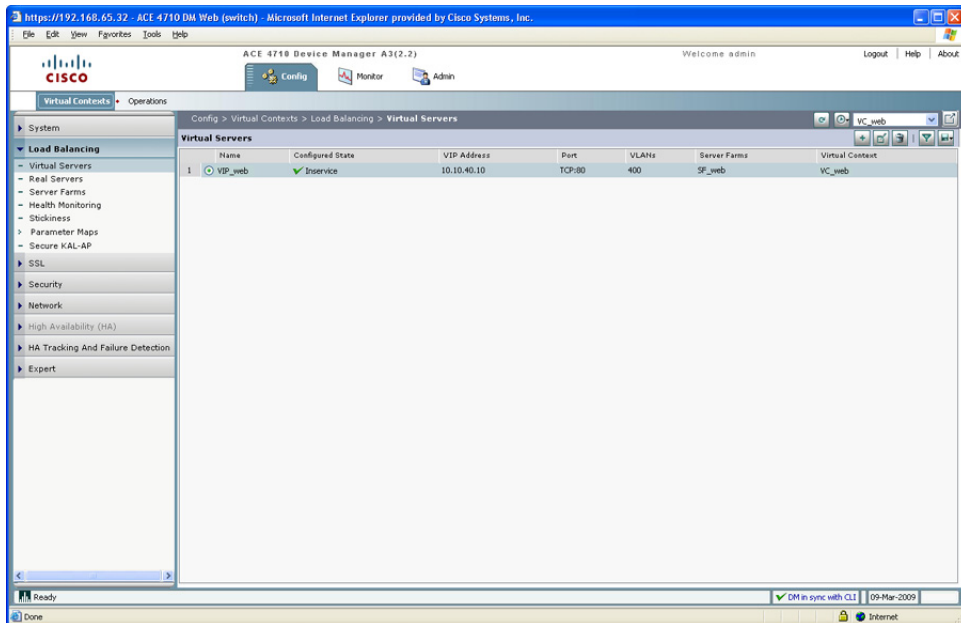 https://192.168.65.32 - ACE 4710 DM Web (switch) - Microsoft Internet Explorer provided by Cisco Systems, Inc.
File Edit View Favorites Tools Help
CISCO
ACE 4710 Device Manager A3(2.2)
Welcome admin
Logout | Help | About
Config Monitor Admin
Virtual Contexts Operations
System
Load Balancing
Virtual Servers
Real Servers
Server Farms
Health Monitoring
Stickiness
Parameter Maps
Secure KAL-AP
SSL
Security
Network
High Availability (HA)
HA Tracking And Failure Detection
Expert
Config > Virtual Contexts > Load Balancing > Virtual Servers
VC_web
Virtual Servers
Name Configured State VIP Address Port VLANs Server Farms Virtual Context
1 VIP_web Inservice 10.10.40.10 TCP:80 400 SF_web VC_web
Ready
DM in sync with CLI
09-Mar-2009
Done
Internet